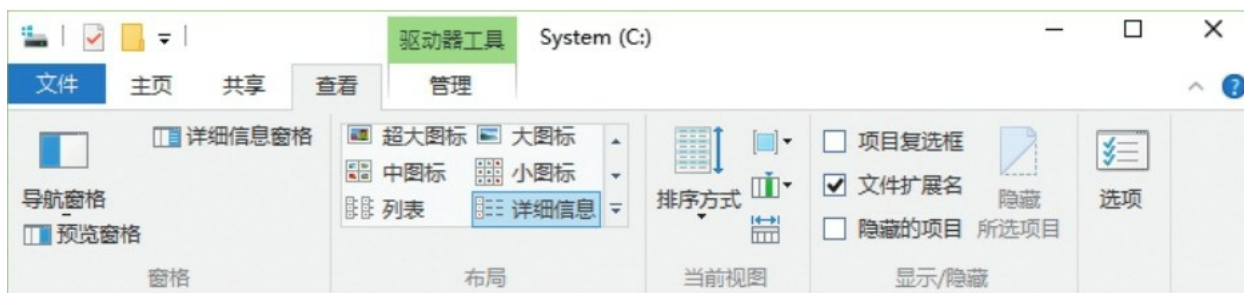 驱动器工具 System (C:)
文件 主页 共享 查看 管理
导航窗格
预览窗格
详细信息窗格
窗格
超大图标 大图标
中图标 小图标
列表 详细信息
布局
排序方式
当前视图
项目复选框
文件扩展名
隐藏的项目
隐藏
所选项目
显示/隐藏
选项